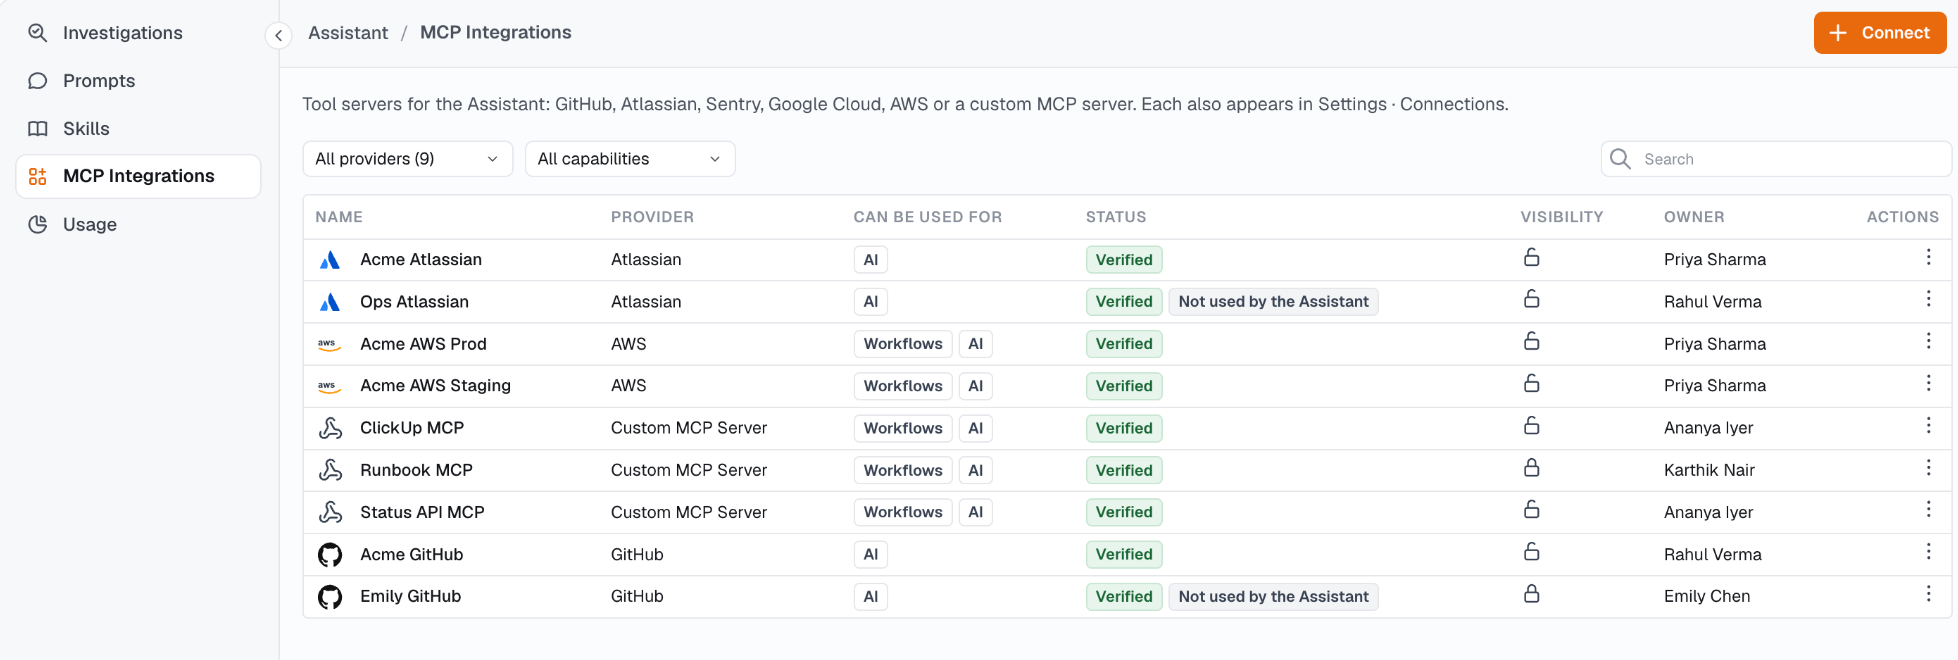 Investigations
Prompts
Skills
MCP Integrations
Usage
Assistant / MCP Integrations
+ Connect
Tool servers for the Assistant: GitHub, Atlassian, Sentry, Google Cloud, AWS or a custom MCP server. Each also appears in Settings · Connections.
All providers (9) All capabilities Search
NAME PROVIDER CAN BE USED FOR STATUS VISIBILITY OWNER ACTIONS
Acme Atlassian Atlassian AI Verified Priya Sharma
Ops Atlassian Atlassian AI Verified Not used by the Assistant Rahul Verma
aws Acme AWS Prod AWS Workflows AI Verified Priya Sharma
aws Acme AWS Staging AWS Workflows AI Verified Priya Sharma
ClickUp MCP Custom MCP Server Workflows AI Verified Ananya Iyer
Runbook MCP Custom MCP Server Workflows AI Verified Karthik Nair
Status API MCP Custom MCP Server Workflows AI Verified Ananya Iyer
Acme GitHub GitHub AI Verified Rahul Verma
Emily GitHub GitHub AI Verified Not used by the Assistant Emily Chen